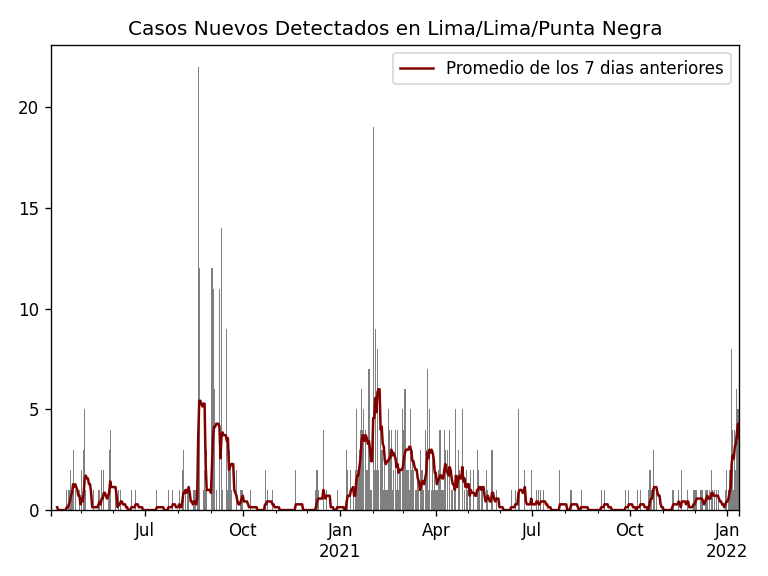 Casos Nuevos Detectados en Lima/Lima/Punta Negra
Promedio de los 7 dias anteriores
20
15
10
5
0
Jul Oct Jan Apr Jul Oct Jan
2021 2022